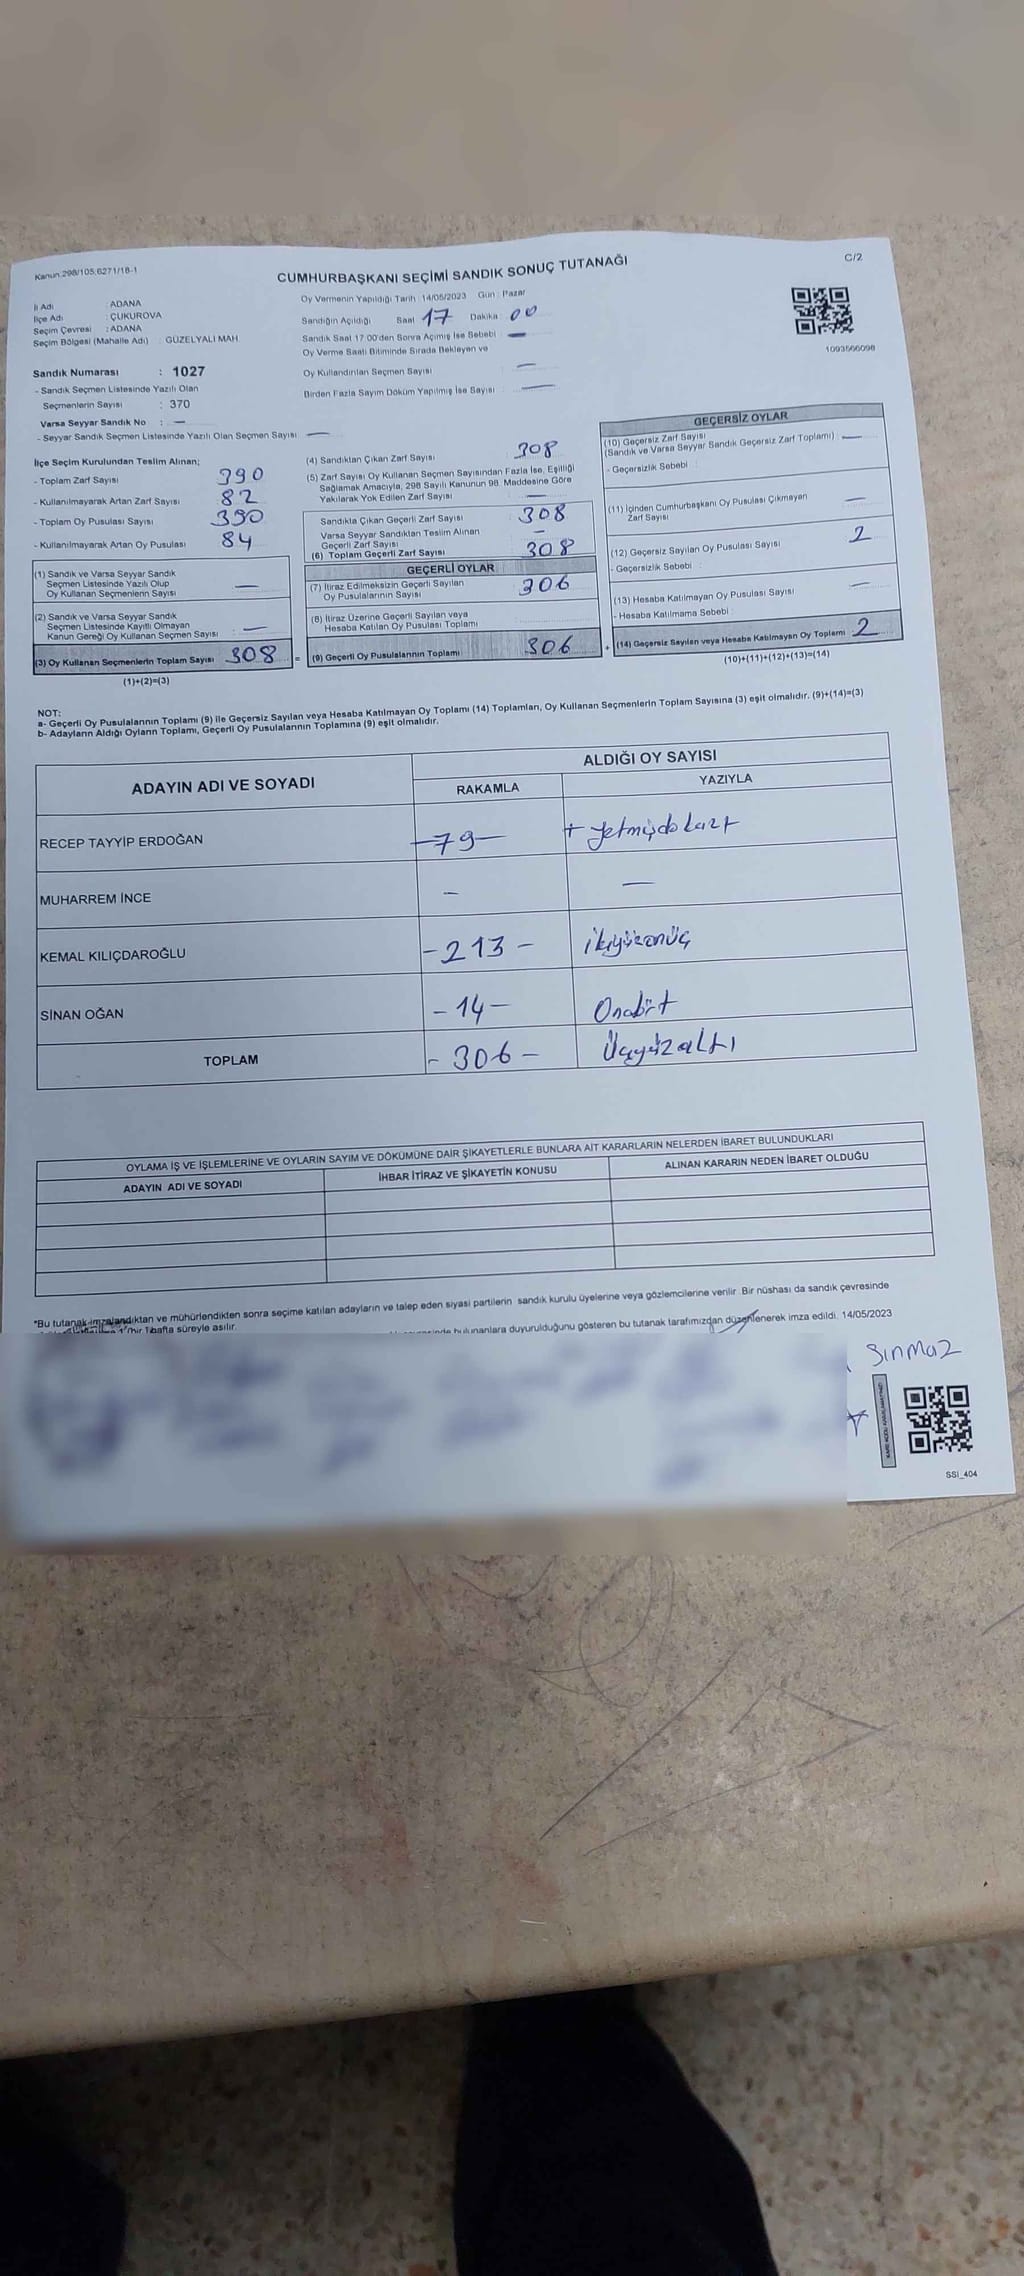 Kanun:298/105;6271/18-1
C/2
CUMHURBAŞKANI SEÇİMİ SANDIK SONUÇ TUTANAĞI
İl Adı : ADANA
İlçe Adı : ÇUKUROVA
Seçim Çevresi : ADANA
Seçim Bölgesi (Mahalle Adı) : GÜZELYALI MAH.
Sandık Numarası : 1027
- Sandık Seçmen Listesinde Yazılı Olan
Seçmenlerin Sayısı : 370
Varsa Seyyar Sandık No : —
- Seyyar Sandık Seçmen Listesinde Yazılı Olan Seçmen Sayısı —
Oy Vermenin Yapıldığı Tarih : 14/05/2023 Gün : Pazar
Sandığın Açıldığı Saat 17 Dakika : 00
Sandık Saat 17:00'den Sonra Açılmış İse Sebebi : —
Oy Verme Saati Bitiminde Sırada Bekleyen ve
Oy Kullandırılan Seçmen Sayısı : —
Birden Fazla Sayım Döküm Yapılmış İse Sayısı : —
1093566098
İlçe Seçim Kurulundan Teslim Alınan;
- Toplam Zarf Sayısı 390
- Kullanılmayarak Artan Zarf Sayısı 82
- Toplam Oy Pusulası Sayısı 390
- Kullanılmayarak Artan Oy Pusulası 84
(1) Sandık ve Varsa Seyyar Sandık
Seçmen Listesinde Yazılı Olup
Oy Kullanan Seçmenlerin Sayısı : —
(2) Sandık ve Varsa Seyyar Sandık
Seçmen Listesinde Kayıtlı Olmayan
Kanun Gereği Oy Kullanan Seçmen Sayısı : —
(3) Oy Kullanan Seçmenlerin Toplam Sayısı 308
(1)+(2)=(3)
(4) Sandıktan Çıkan Zarf Sayısı : 308
(5) Zarf Sayısı Oy Kullanan Seçmen Sayısından Fazla İse, Eşitliği
Sağlamak Amacıyla, 298 Sayılı Kanunun 98. Maddesine Göre
Yakılarak Yok Edilen Zarf Sayısı : —
Sandıkta Çıkan Geçerli Zarf Sayısı : 308
Varsa Seyyar Sandıktan Teslim Alınan
Geçerli Zarf Sayısı : —
(6) Toplam Geçerli Zarf Sayısı : 308
GEÇERLİ OYLAR
(7) İtiraz Edilmeksizin Geçerli Sayılan
Oy Pusulalarının Sayısı : 306
(8) İtiraz Üzerine Geçerli Sayılan veya
Hesaba Katılan Oy Pusulası Toplamı :
(9) Geçerli Oy Pusulalarının Toplamı 306
GEÇERSİZ OYLAR
(10) Geçersiz Zarf Sayısı
(Sandık ve Varsa Seyyar Sandık Geçersiz Zarf Toplamı) : —
- Geçersizlik Sebebi :
(11) İçinden Cumhurbaşkanı Oy Pusulası Çıkmayan
Zarf Sayısı : —
(12) Geçersiz Sayılan Oy Pusulası Sayısı : 2
- Geçersizlik Sebebi :
(13) Hesaba Katılmayan Oy Pusulası Sayısı : —
- Hesaba Katılmama Sebebi :
(14) Geçersiz Sayılan veya Hesaba Katılmayan Oy Toplamı 2
(10)+(11)+(12)+(13)=(14)
NOT:
a- Geçerli Oy Pusulalarının Toplamı (9) ile Geçersiz Sayılan veya Hesaba Katılmayan Oy Toplamı (14) Toplamları, Oy Kullanan Seçmenlerin Toplam Sayısına (3) eşit olmalıdır. (9)+(14)=(3)
b- Adayların Aldığı Oyların Toplamı, Geçerli Oy Pusulalarının Toplamına (9) eşit olmalıdır.
ADAYIN ADI VE SOYADI ALDIĞI OY SAYISI
RAKAMLA YAZIYLA
RECEP TAYYİP ERDOĞAN -79- yetmişdokuz
MUHARREM İNCE - —
KEMAL KILIÇDAROĞLU -213- ikiyüzonüç
SİNAN OĞAN -14- Ondört
TOPLAM -306- Üçyüzaltı
OYLAMA İŞ VE İŞLEMLERİNE VE OYLARIN SAYIM VE DÖKÜMÜNE DAİR ŞİKAYETLERLE BUNLARA AİT KARARLARIN NELERDEN İBARET BULUNDUKLARI
ADAYIN ADI VE SOYADI İHBAR İTİRAZ VE ŞİKAYETİN KONUSU ALINAN KARARIN NEDEN İBARET OLDUĞU
*Bu tutanak imzalandıktan ve mühürlendikten sonra seçime katılan adayların ve talep eden siyasi partilerin sandık kurulu üyelerine veya gözlemcilerine verilir. Bir nüshası da sandık çevresinde
1 (bir) hafta süreyle asılır.
bulunanlara duyurulduğunu gösteren bu tutanak tarafımızdan düzenlenerek imza edildi. 14/05/2023
SInMaz
SSI_404